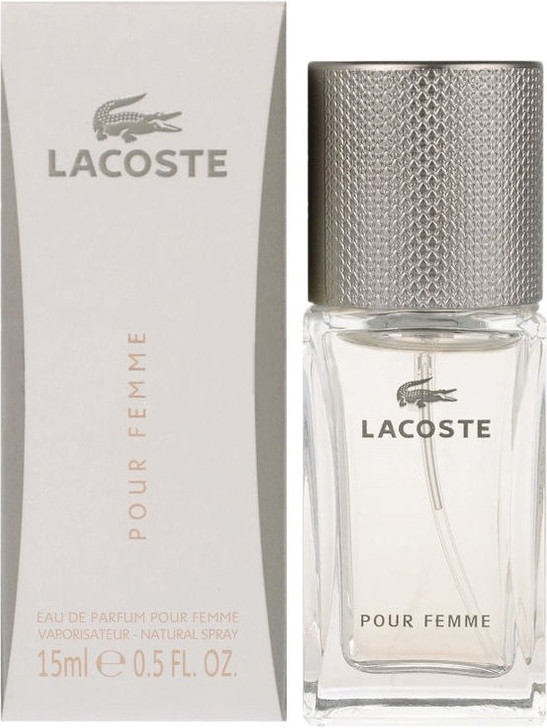 LACOSTE
POUR FEMME
EAU DE PARFUM POUR FEMME
VAPORISATEUR - NATURAL SPRAY
15ml ℮ 0.5 FL. OZ.
LACOSTE
POUR FEMME